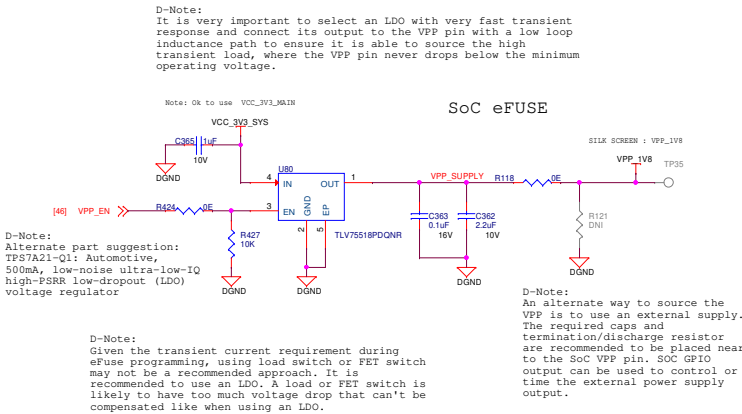 D-Note:
It is very important to select an LDO with very fast transient
response and connect its output to the VPP pin with a low loop
inductance path to ensure it is able to source the high
transient load, where the VPP pin never drops below the minimum
operating voltage.
Note: Ok to use VCC_3V3_MAIN
SoC eFUSE
VCC_3V3_SYS
SILK SCREEN : VPP_1V8
C365 1uF
10V
DGND
VPP_1V8
TP35
U80
4 IN OUT 1
VPP_SUPPLY
R118 0E
[46] VPP_EN
R424 0E
3 EN
GND
EP
2 5
TLV75518PDQNR
R427
10K
C363
0.1uF
16V
C362
2.2uF
10V
R121
DNI
DGND
DGND
DGND
DGND
D-Note:
Alternate part suggestion:
TPS7A21-Q1: Automotive,
500mA, low-noise ultra-low-IQ
high-PSRR low-dropout (LDO)
voltage regulator
D-Note:
An alternate way to source the
VPP is to use an external supply.
The required caps and
termination/discharge resistor
are recommended to be placed near
to the SoC VPP pin. SOC GPIO
output can be used to control or
time the external power supply
output.
D-Note:
Given the transient current requirement during
eFuse programming, using load switch or FET switch
may not be a recommended approach. It is
recommended to use an LDO. A load or FET switch is
likely to have too much voltage drop that can't be
compensated like when using an LDO.